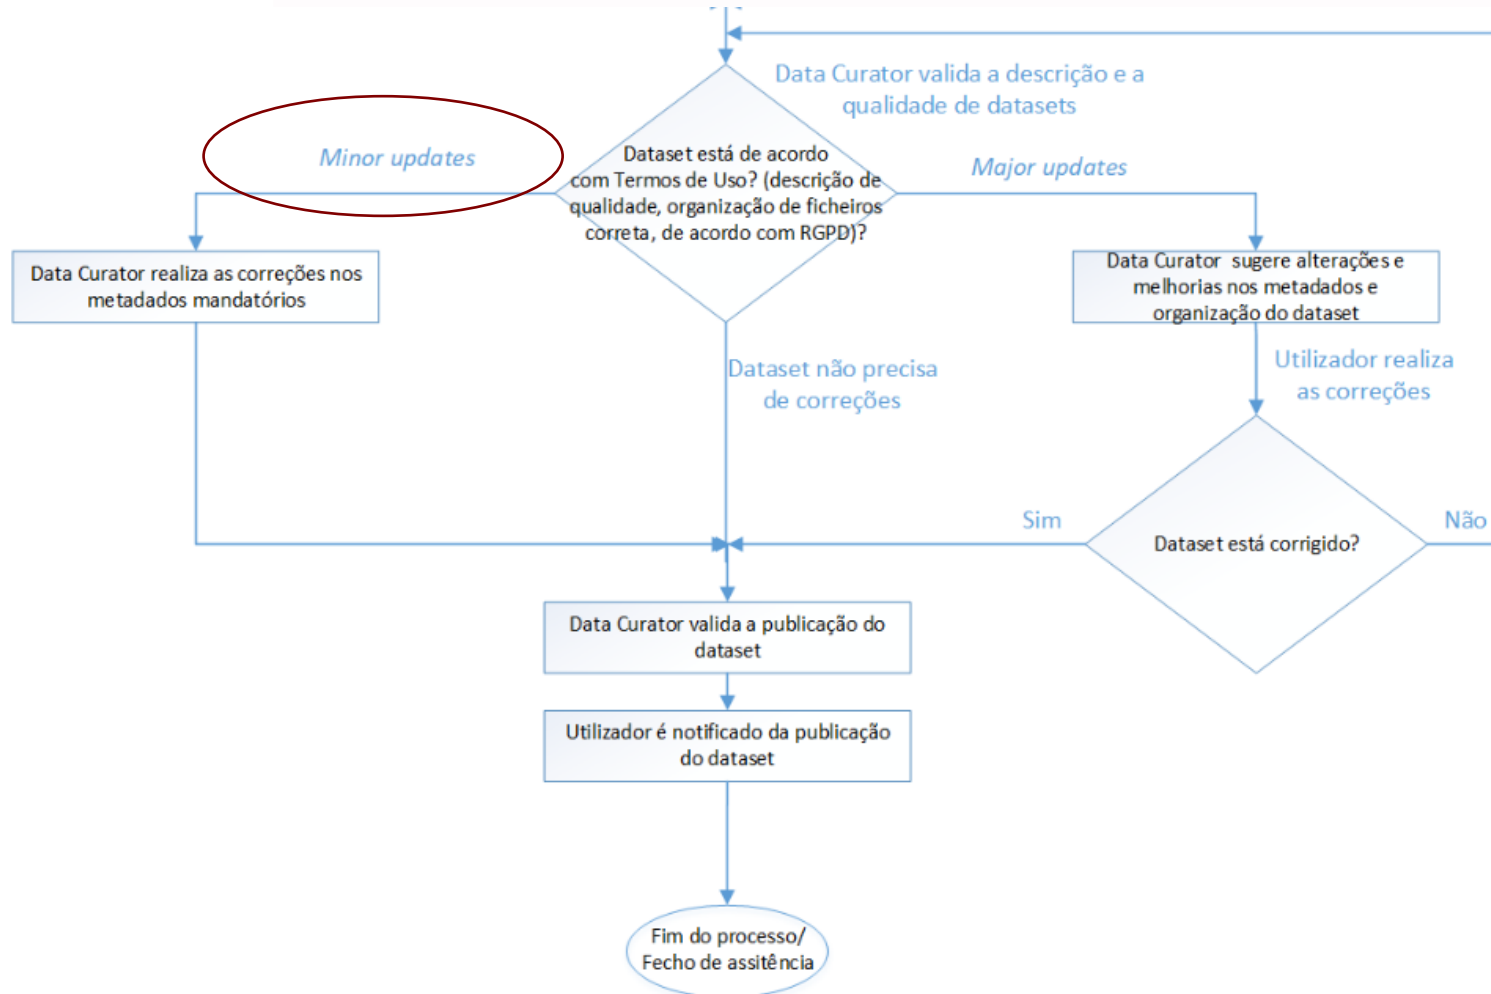 Data Curator valida a descrição e a
qualidade de datasets
Minor updates
Dataset está de acordo
com Termos de Uso? (descrição de
qualidade, organização de ficheiros
correta, de acordo com RGPD)?
Major updates
Data Curator realiza as correções nos
metadados mandatórios
Data Curator sugere alterações e
melhorias nos metadados e
organização do dataset
Dataset não precisa
de correções
Utilizador realiza
as correções
Sim
Dataset está corrigido?
Não
Data Curator valida a publicação do
dataset
Utilizador é notificado da publicação
do dataset
Fim do processo/
Fecho de assitência